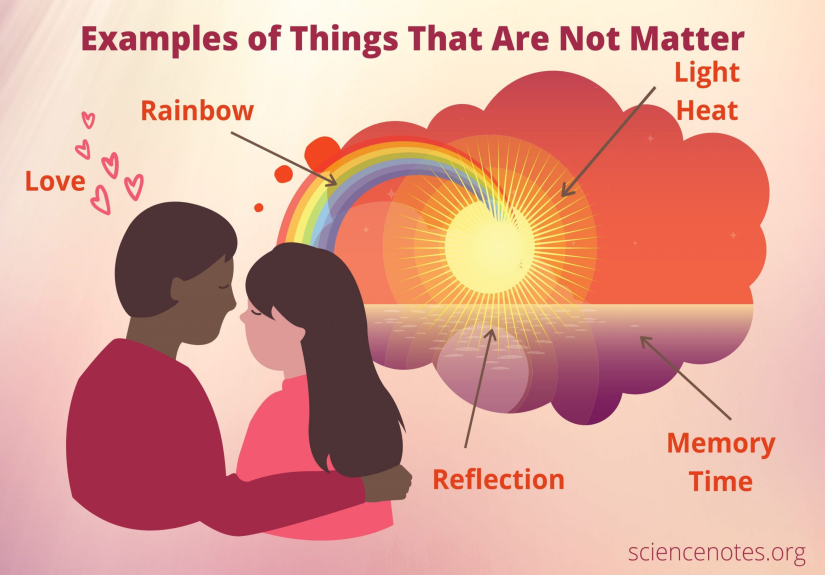 Examples of Things That Are Not Matter
Light
Heat
Rainbow
Love
Memory
Time
Reflection
sciencenotes.org